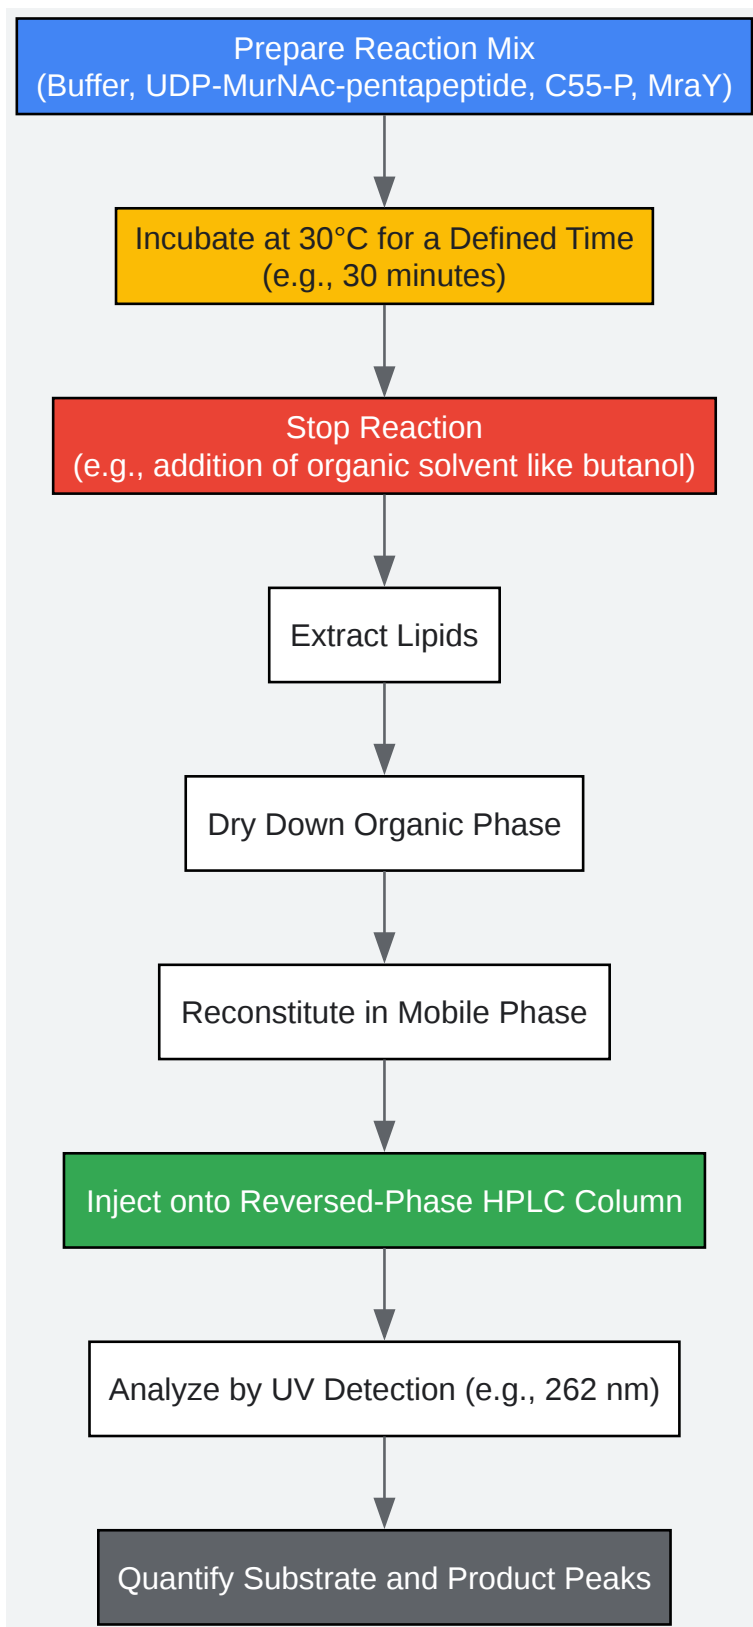 Prepare Reaction Mix
(Buffer, UDP-MurNAc-pentapeptide, C55-P, MraY)
Incubate at 30°C for a Defined Time
(e.g., 30 minutes)
Stop Reaction
(e.g., addition of organic solvent like butanol)
Extract Lipids
Dry Down Organic Phase
Reconstitute in Mobile Phase
Inject onto Reversed-Phase HPLC Column
Analyze by UV Detection (e.g., 262 nm)
Quantify Substrate and Product Peaks